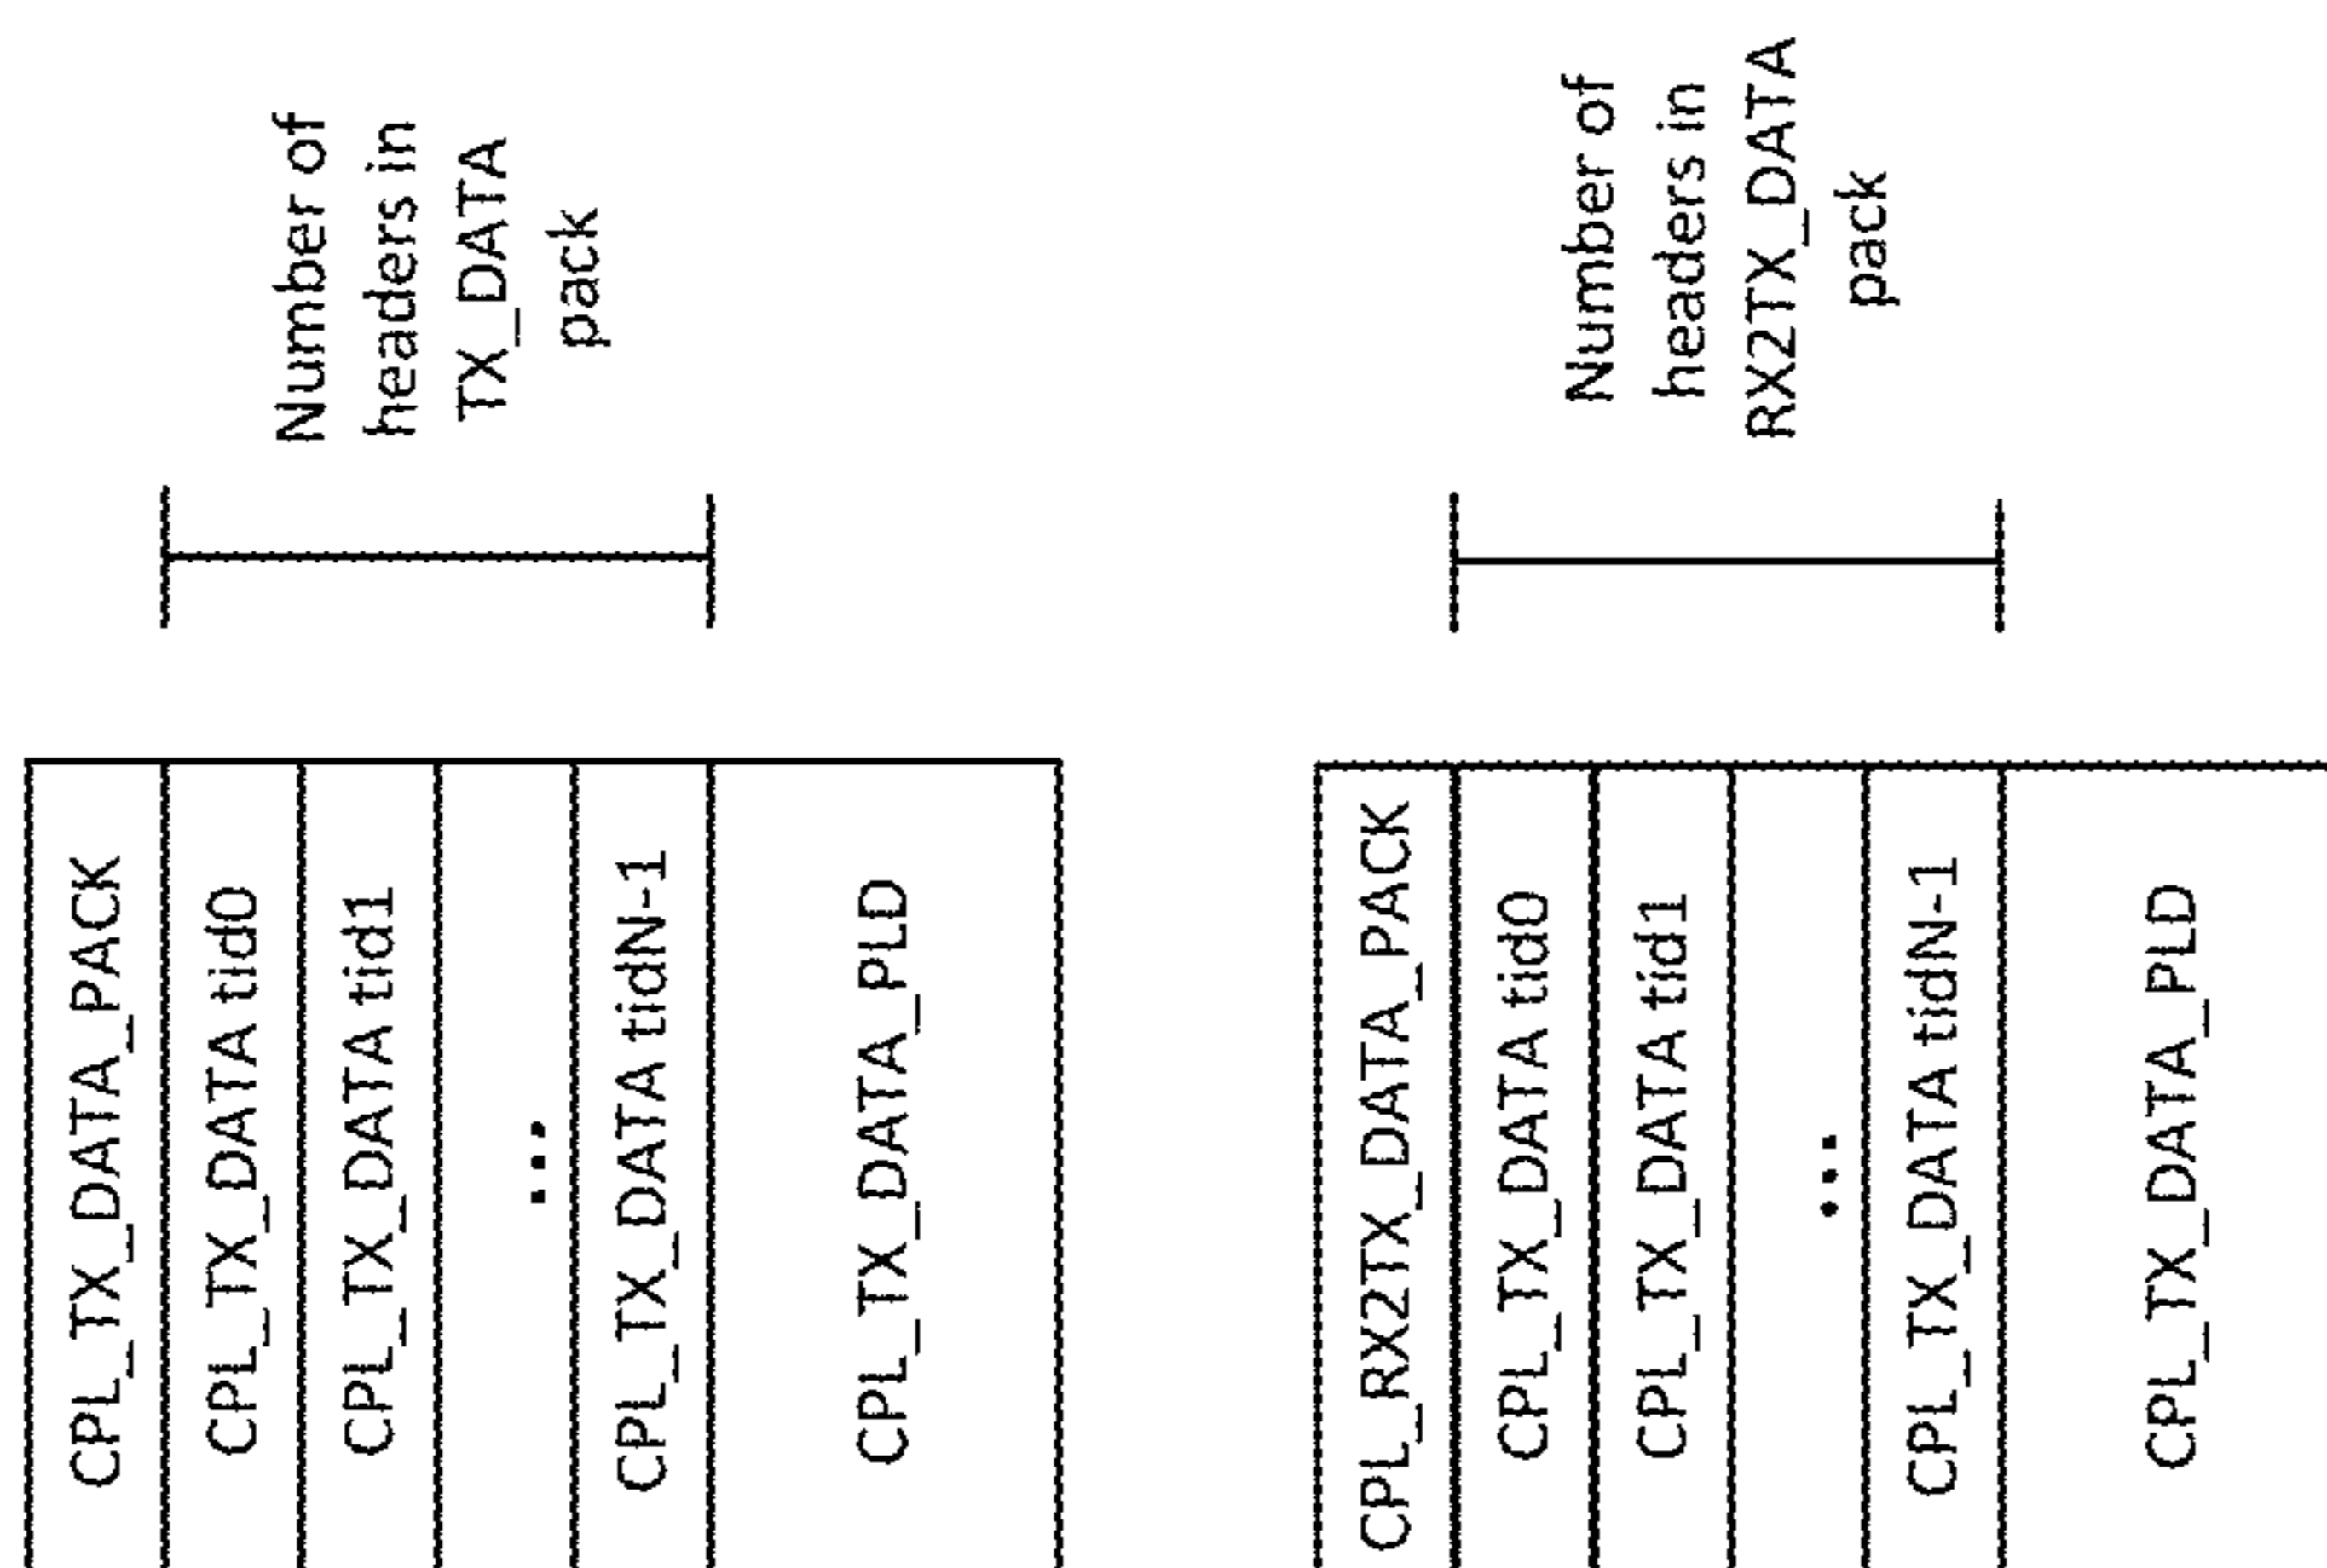 CPL_TX_DATA_PACK
CPL_TX_DATA tid0
CPL_TX_DATA tid1
...
CPL_TX_DATA tidN-1
CPL_TX_DATA_PLD
Number of
headers in
TX_DATA
pack
CPL_RX2TX_DATA_PACK
CPL_TX_DATA tid0
CPL_TX_DATA tid1
...
CPL_TX_DATA tidN-1
CPL_TX_DATA_PLD
Number of
headers in
RX2TX_DATA
pack